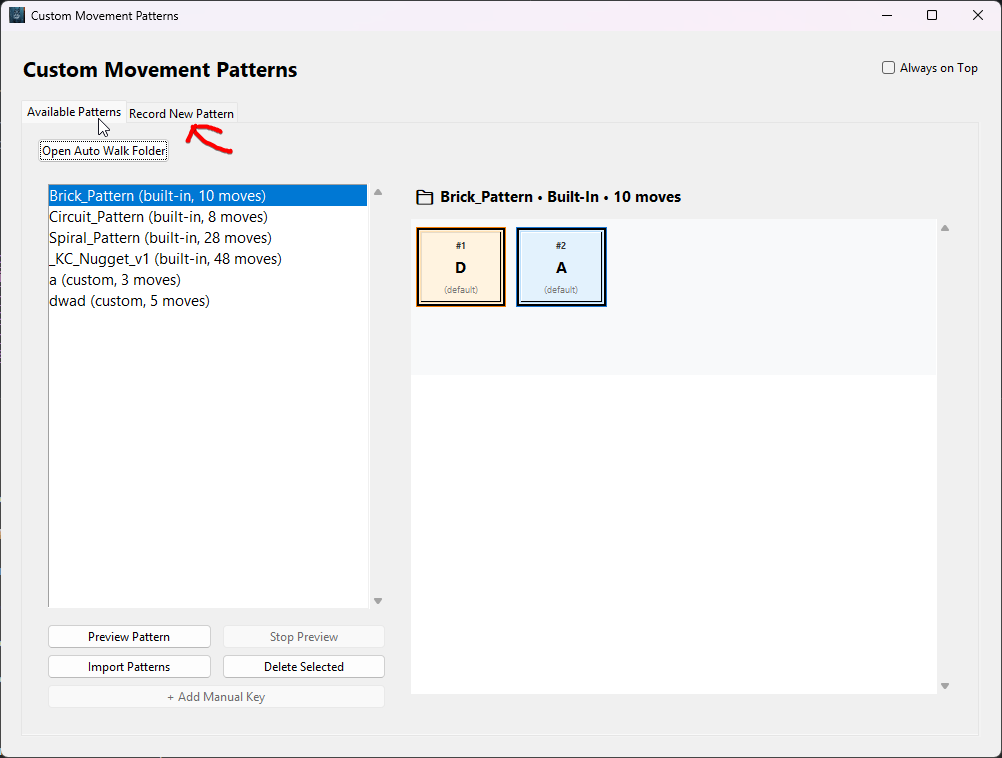 Custom Movement Patterns
Custom Movement Patterns
Always on Top
Available Patterns
Record New Pattern
Open Auto Walk Folder
Brick_Pattern (built-in, 10 moves)
Circuit_Pattern (built-in, 8 moves)
Spiral_Pattern (built-in, 28 moves)
_KC_Nugget_v1 (built-in, 48 moves)
a (custom, 3 moves)
dwad (custom, 5 moves)
Brick_Pattern • Built-In • 10 moves
#1
D
(default)
#2
A
(default)
Preview Pattern
Stop Preview
Import Patterns
Delete Selected
+ Add Manual Key